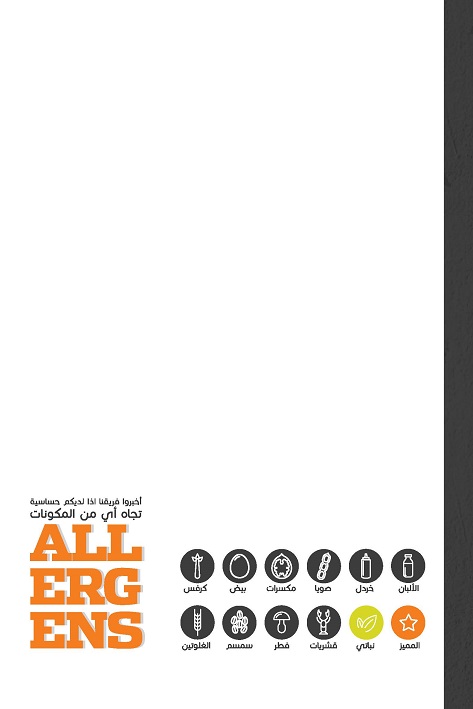 أخبروا فريقنا اذا لديكم حساسية
تجاه أي من المكونات
ALL
ERG
ENS
الألبان خردل صويا مكسرات بيض كرفس
المميز نباتي قشريات فطر سمسم الغلوتين